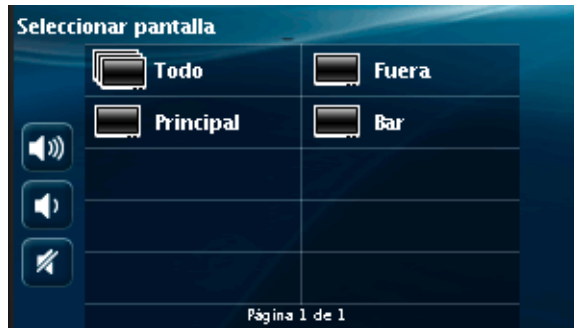 Seleccionar pantalla
Todo
Fuera
Principal
Bar
Página 1 de 1